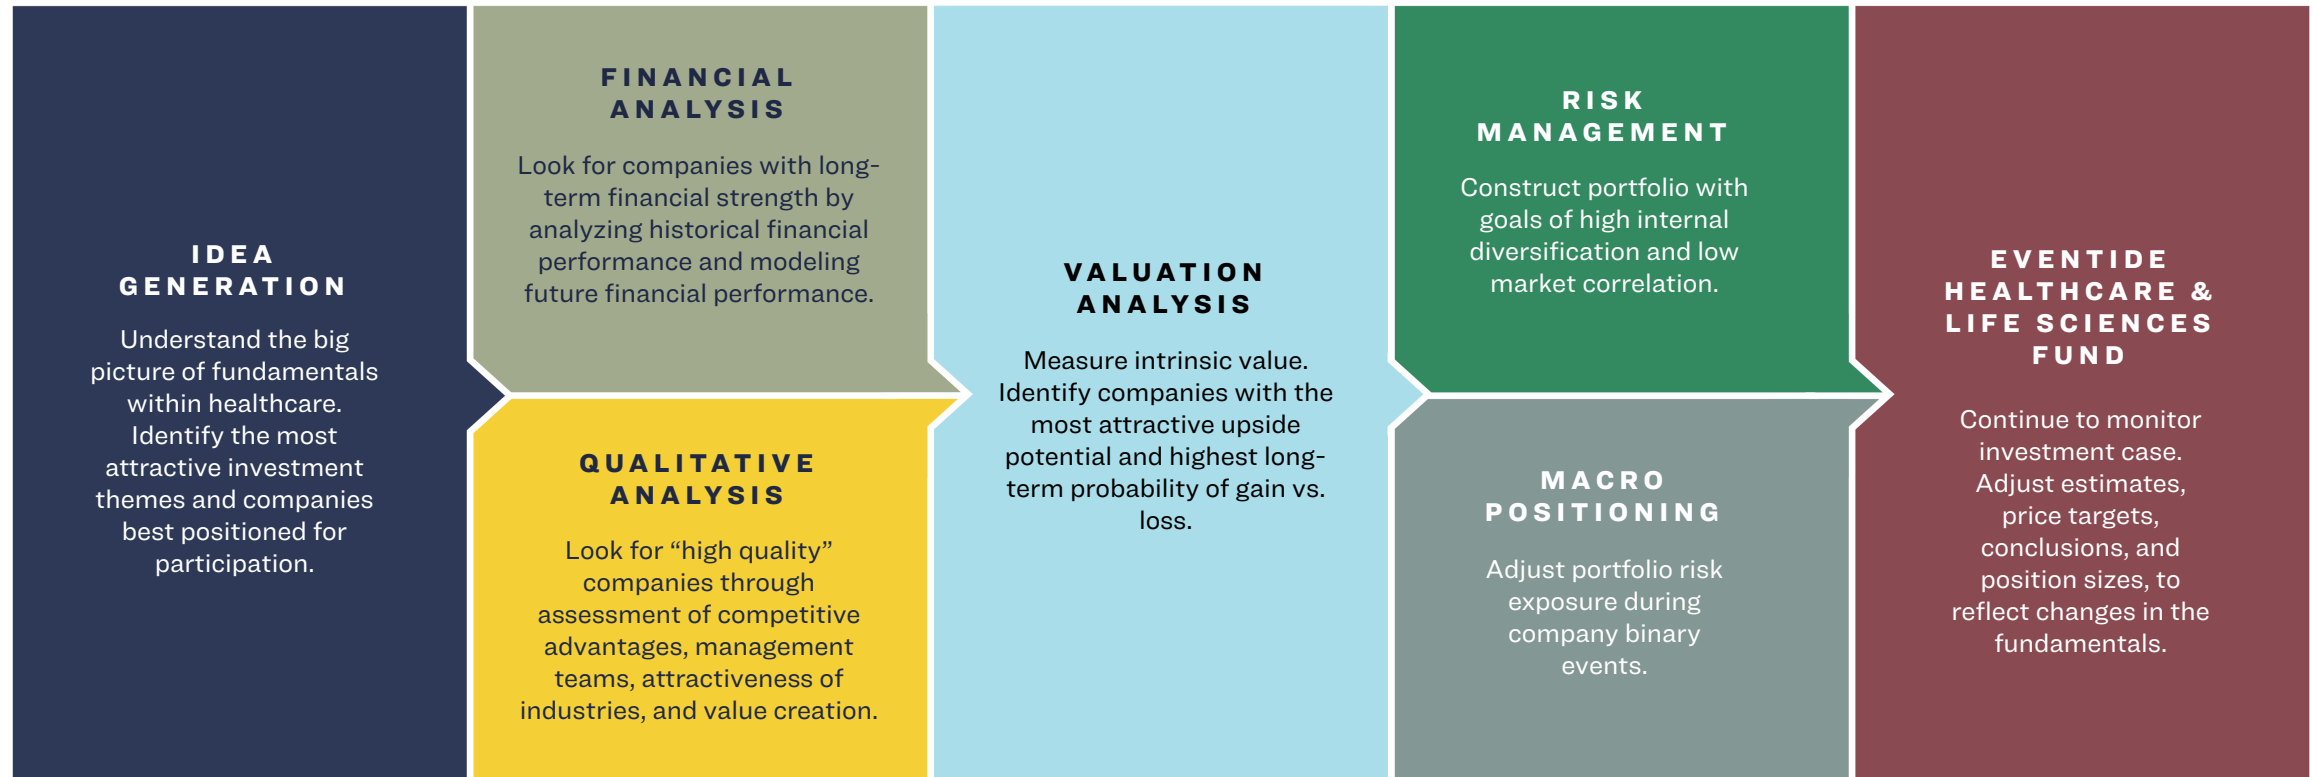 IDEA
GENERATION
Understand the big
picture of fundamentals
within healthcare.
Identify the most
attractive investment
themes and companies
best positioned for
participation.
FINANCIAL
ANALYSIS
Look for companies with long-
term financial strength by
analyzing historical financial
performance and modeling
future financial performance.
QUALITATIVE
ANALYSIS
Look for “high quality”
companies through
assessment of competitive
advantages, management
teams, attractiveness of
industries, and value creation.
VALUATION
ANALYSIS
Measure intrinsic value.
Identify companies with the
most attractive upside
potential and highest long-
term probability of gain vs.
loss.
RISK
MANAGEMENT
Construct portfolio with
goals of high internal
diversification and low
market correlation.
MACRO
POSITIONING
Adjust portfolio risk
exposure during
company binary
events.
EVENTIDE
HEALTHCARE &
LIFE SCIENCES
FUND
Continue to monitor
investment case.
Adjust estimates,
price targets,
conclusions, and
position sizes, to
reflect changes in the
fundamentals.